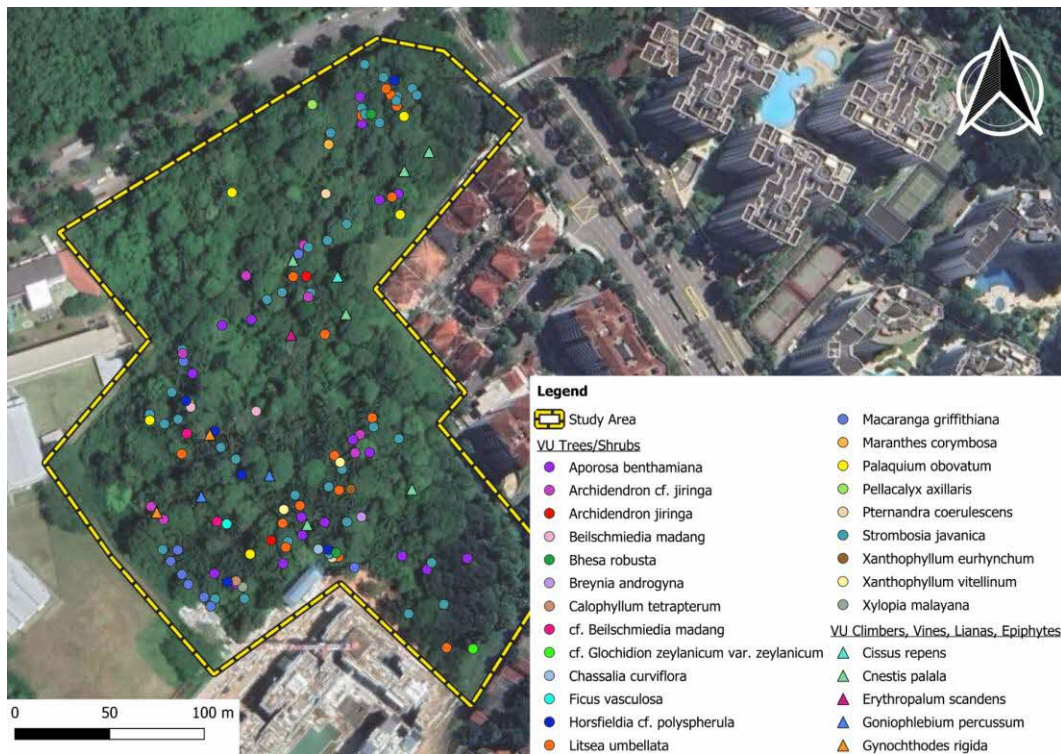 Legend
Study Area
VU Trees/Shrubs
Aporosa benthamiana
Archidendron cf. jiringa
Archidendron jiringa
Beilschmiedia madang
Bhesa robusta
Breynia androgyna
Calophyllum tetrapterum
cf. Beilschmiedia madang
cf. Glochidion zeylanicum var. zeylanicum
Chassalia curviflora
Ficus vasculosa
Horsfieldia cf. polyspherula
Litsea umbellata
Macaranga griffithiana
Maranthes corymbosa
Palaquium obovatum
Pellacalyx axillaris
Pternandra coerulescens
Strombosia javanica
Xanthophyllum eurhynchum
Xanthophyllum vitellinum
Xylopia malayana
VU Climbers, Vines, Lianas, Epiphytes
Cissus repens
Cnestis palala
Erythropalum scandens
Goniophlebium percussum
Gynochthodes rigida
0 50 100 m